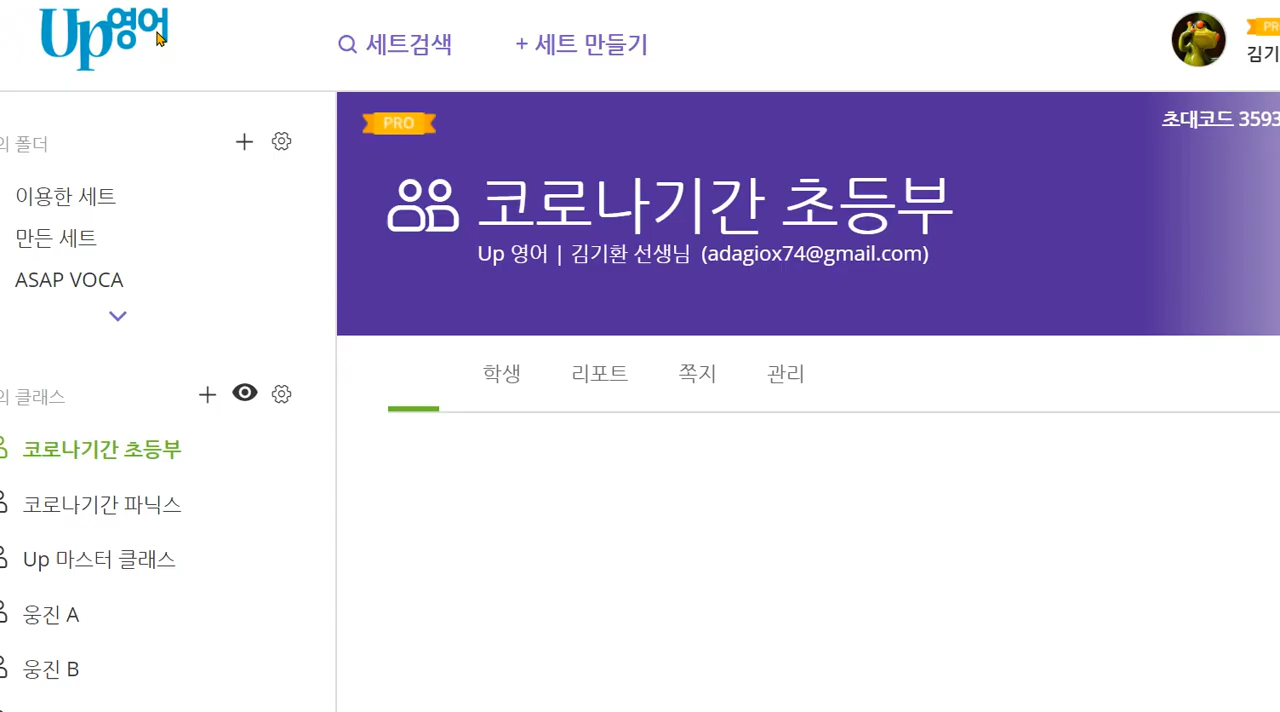 Up영어
세트검색
+ 세트 만들기
PRO
초대코드 3593
코로나기간 초등부
Up 영어 | 김기환 선생님 (adagiox74@gmail.com)
학생
리포트
쪽지
관리
의 폴더
이용한 세트
만든 세트
ASAP VOCA
의 클래스
코로나기간 초등부
코로나기간 파닉스
Up 마스터 클래스
웅진 A
웅진 B